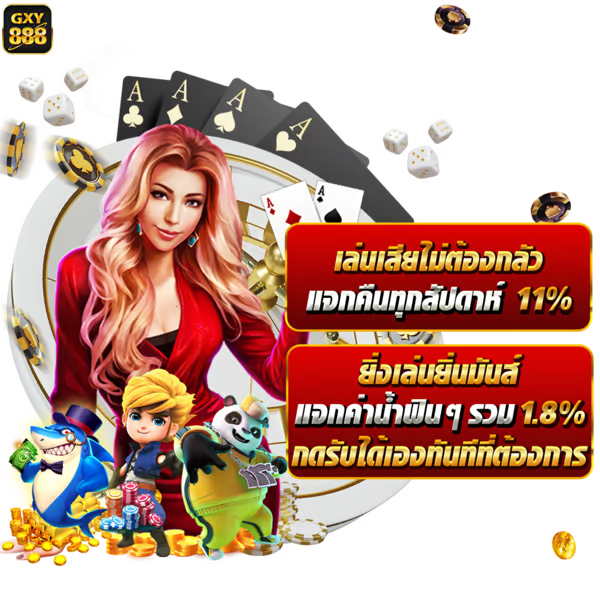 GXY
888
A A A A
A A
เล่นเสียไม่ต้องกลัว
แจกคืนทุกสัปดาห์ 11%
ยิ่งเล่นยิ่นมันส์
แจกค่าน้ำฟินๆ รวม 1.8%
กดรับได้เองทันทีที่ต้องการ
777